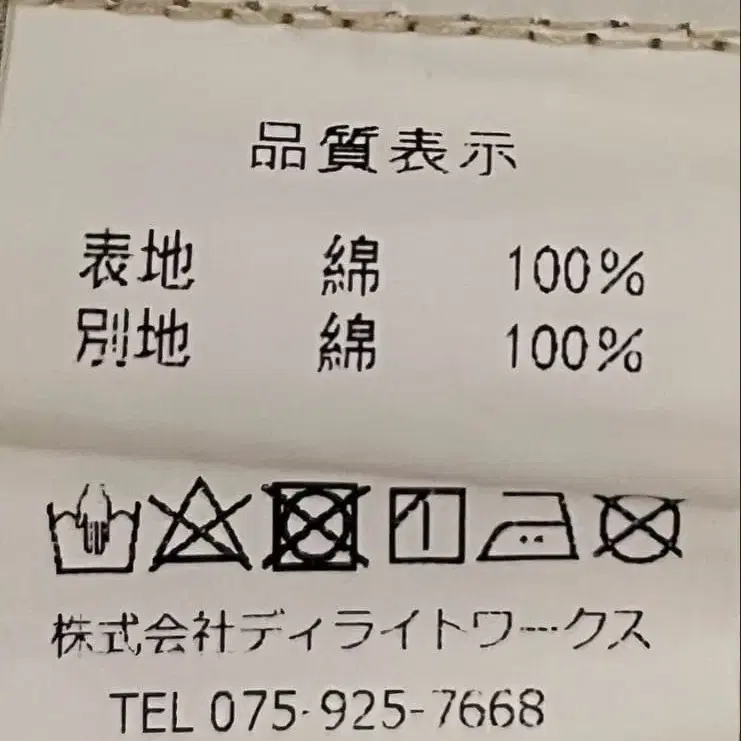 品質表示
表地 綿 100%
別地 綿 100%
株式会社ディライトワークス
TEL 075-925-7668